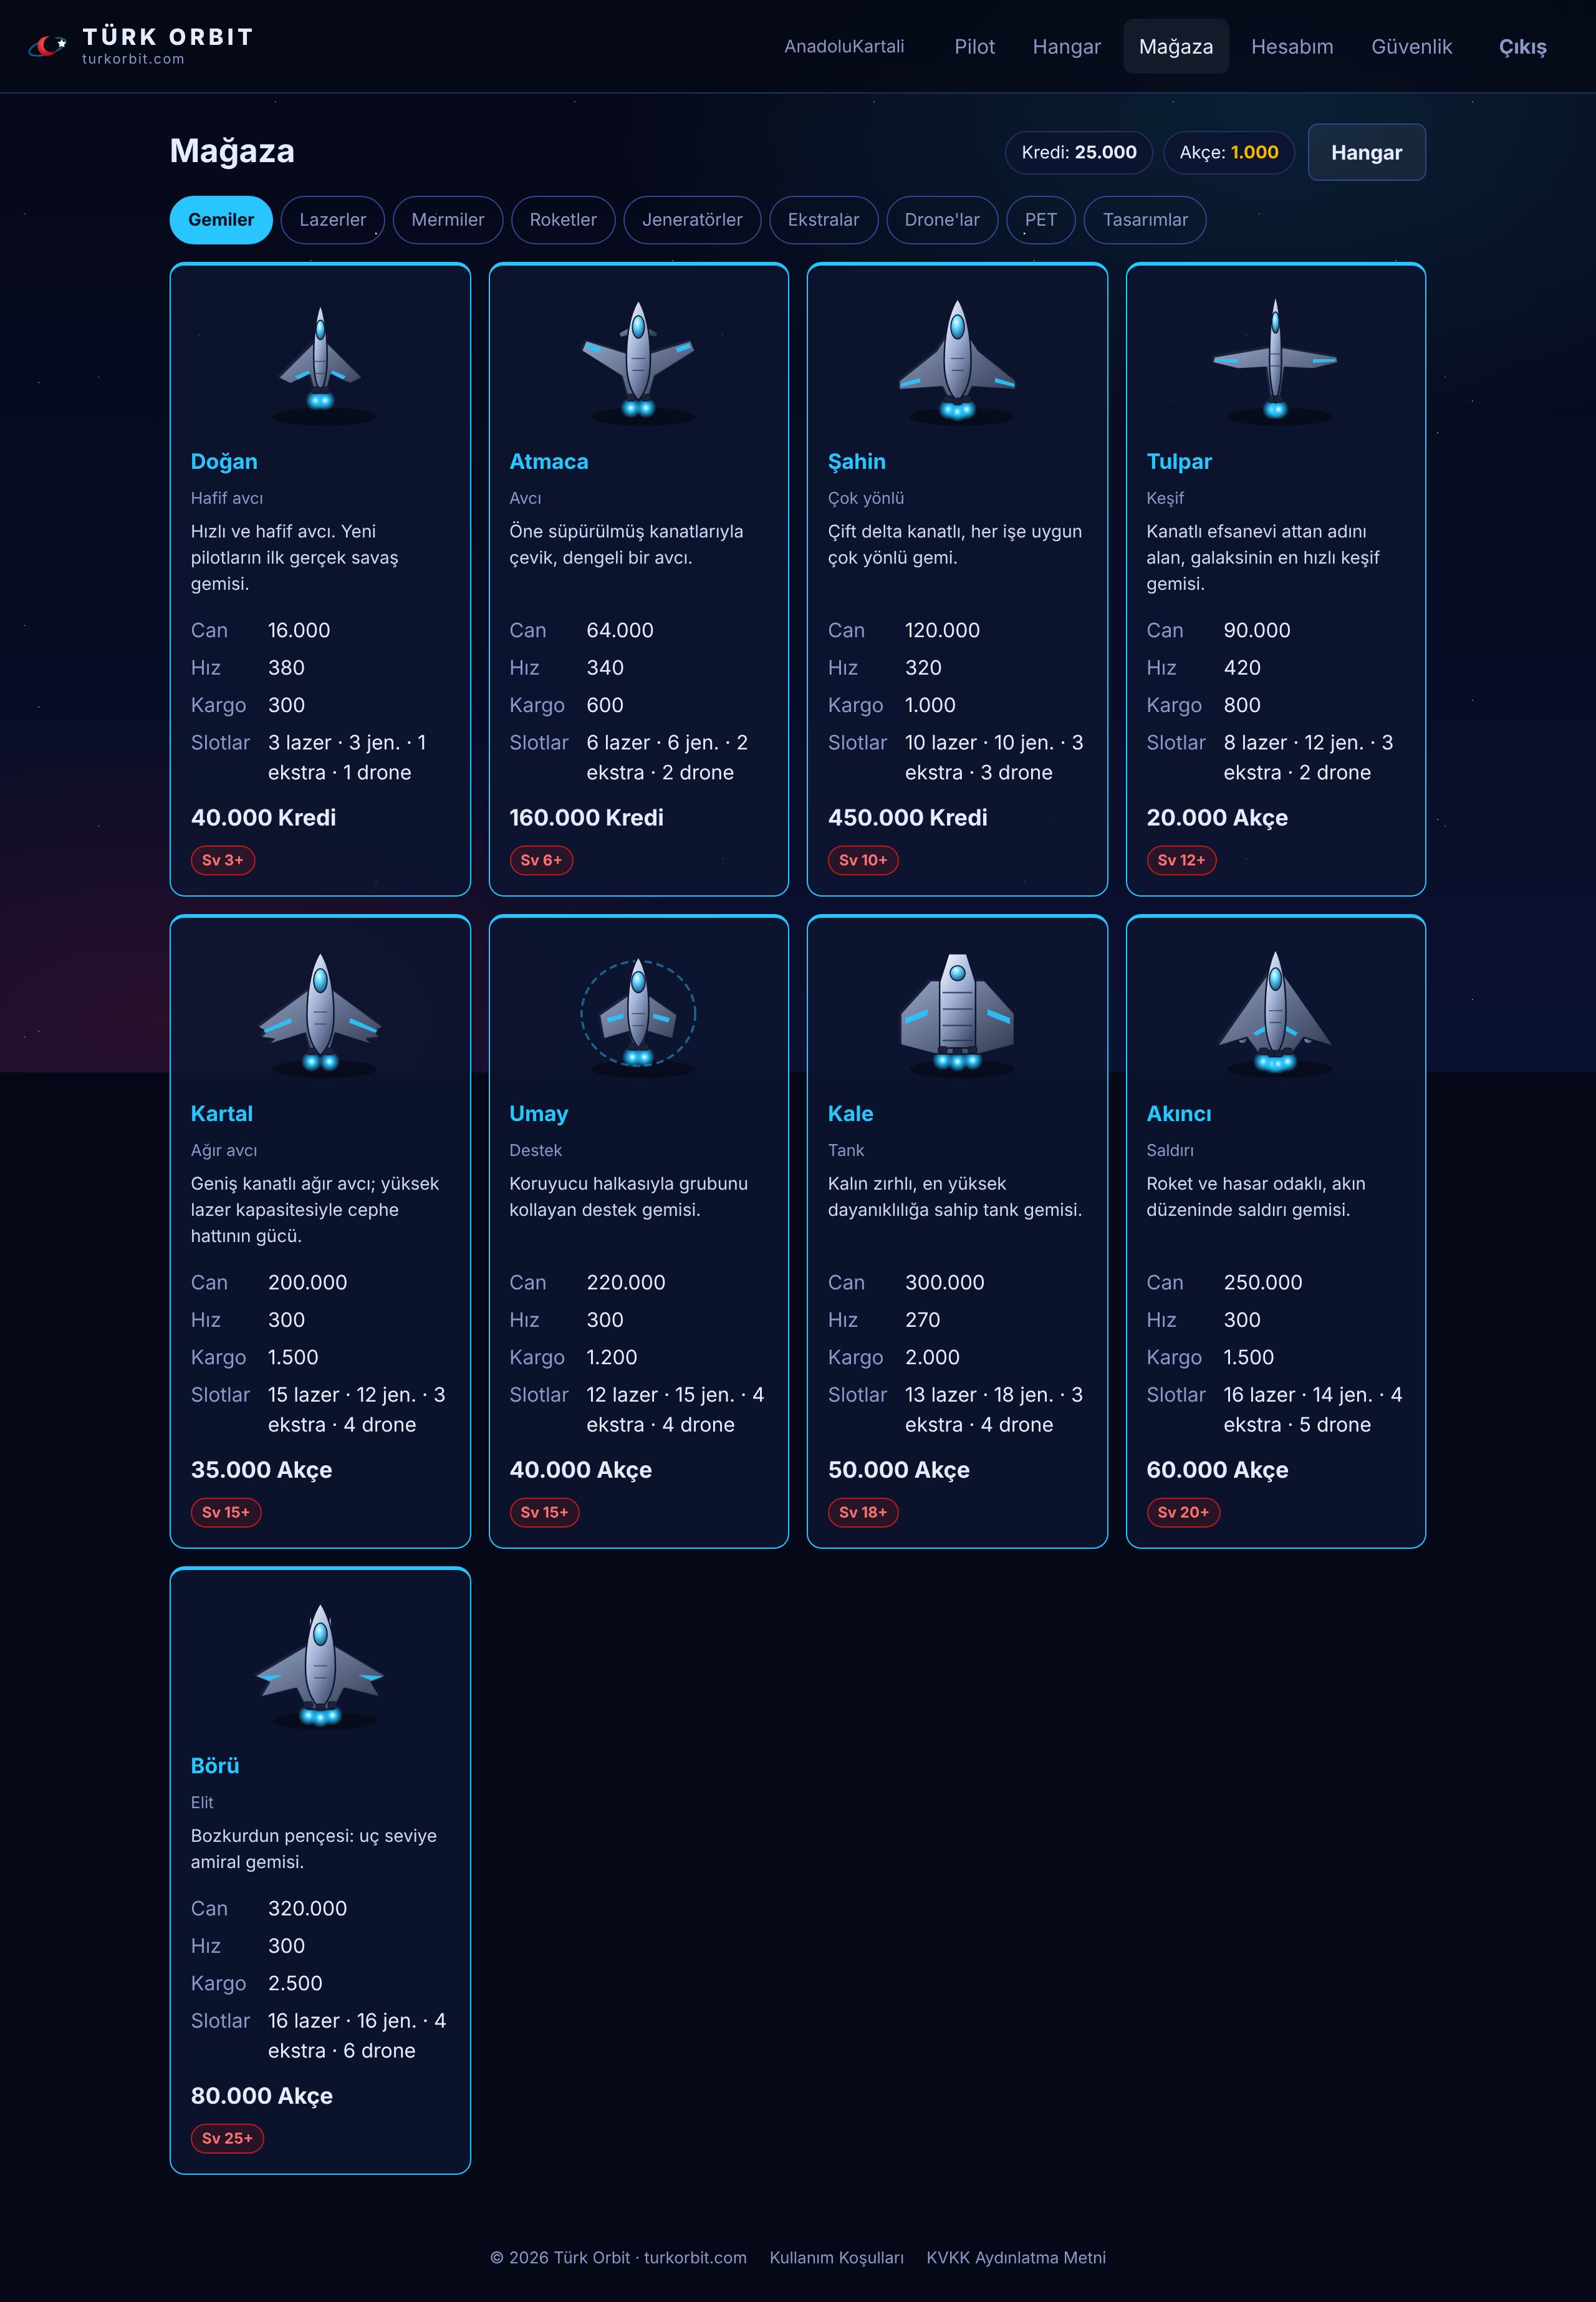 TÜRK ORBIT
turkorbit.com
AnadoluKartali
Pilot
Hangar
Mağaza
Hesabım
Güvenlik
Çıkış
Mağaza
Kredi: 25.000
Akçe: 1.000
Hangar
Gemiler
Lazerler
Mermiler
Roketler
Jeneratörler
Ekstralar
Drone'lar
PET
Tasarımlar
Doğan
Hafif avcı
Hızlı ve hafif avcı. Yeni
pilotların ilk gerçek savaş
gemisi.
Can 16.000
Hız 380
Kargo 300
Slotlar 3 lazer · 3 jen. · 1
ekstra · 1 drone
40.000 Kredi
Sv 3+
Atmaca
Avcı
Öne süpürülmüş kanatlarıyla
çevik, dengeli bir avcı.
Can 64.000
Hız 340
Kargo 600
Slotlar 6 lazer · 6 jen. · 2
ekstra · 2 drone
160.000 Kredi
Sv 6+
Şahin
Çok yönlü
Çift delta kanatlı, her işe uygun
çok yönlü gemi.
Can 120.000
Hız 320
Kargo 1.000
Slotlar 10 lazer · 10 jen. · 3
ekstra · 3 drone
450.000 Kredi
Sv 10+
Tulpar
Keşif
Kanatlı efsanevi attan adını
alan, galaksinin en hızlı keşif
gemisi.
Can 90.000
Hız 420
Kargo 800
Slotlar 8 lazer · 12 jen. · 3
ekstra · 2 drone
20.000 Akçe
Sv 12+
Kartal
Ağır avcı
Geniş kanatlı ağır avcı; yüksek
lazer kapasitesiyle cephe
hattının gücü.
Can 200.000
Hız 300
Kargo 1.500
Slotlar 15 lazer · 12 jen. · 3
ekstra · 4 drone
35.000 Akçe
Sv 15+
Umay
Destek
Koruyucu halkasıyla grubunu
kollayan destek gemisi.
Can 220.000
Hız 300
Kargo 1.200
Slotlar 12 lazer · 15 jen. · 4
ekstra · 4 drone
40.000 Akçe
Sv 15+
Kale
Tank
Kalın zırhlı, en yüksek
dayanıklılığa sahip tank gemisi.
Can 300.000
Hız 270
Kargo 2.000
Slotlar 13 lazer · 18 jen. · 3
ekstra · 4 drone
50.000 Akçe
Sv 18+
Akıncı
Saldırı
Roket ve hasar odaklı, akın
düzeninde saldırı gemisi.
Can 250.000
Hız 300
Kargo 1.500
Slotlar 16 lazer · 14 jen. · 4
ekstra · 5 drone
60.000 Akçe
Sv 20+
Börü
Elit
Bozkurdun pençesi: uç seviye
amiral gemisi.
Can 320.000
Hız 300
Kargo 2.500
Slotlar 16 lazer · 16 jen. · 4
ekstra · 6 drone
80.000 Akçe
Sv 25+
© 2026 Türk Orbit · turkorbit.com Kullanım Koşulları KVKK Aydınlatma Metni